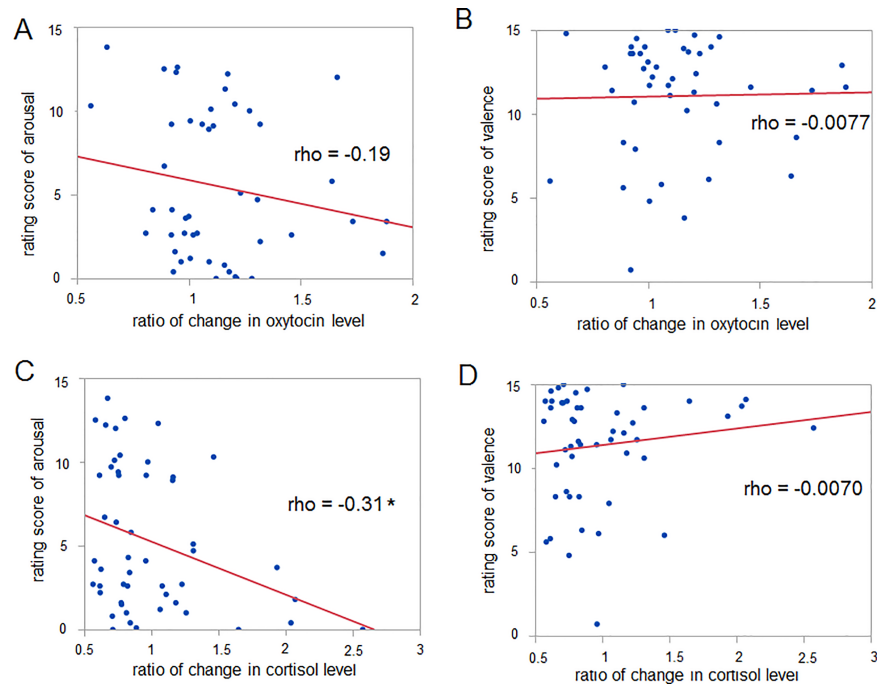 A
15
10
5
0
rating score of arousal
rho = -0.19
0.5 1 1.5 2
ratio of change in oxytocin level
B
15
10
5
0
rating score of valence
rho = -0.0077
0.5 1 1.5 2
ratio of change in oxytocin level
C
15
10
5
0
rating score of arousal
rho = -0.31 *
0.5 1 1.5 2 2.5 3
ratio of change in cortisol level
D
15
10
5
0
rating score of valence
rho = -0.0070
0.5 1 1.5 2 2.5 3
ratio of change in cortisol level